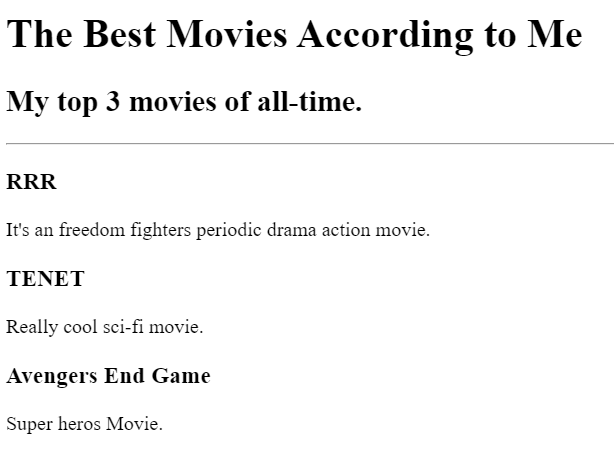 The Best Movies According to Me
My top 3 movies of all-time.
RRR
It's an freedom fighters periodic drama action movie.
TENET
Really cool sci-fi movie.
Avengers End Game
Super heros Movie.